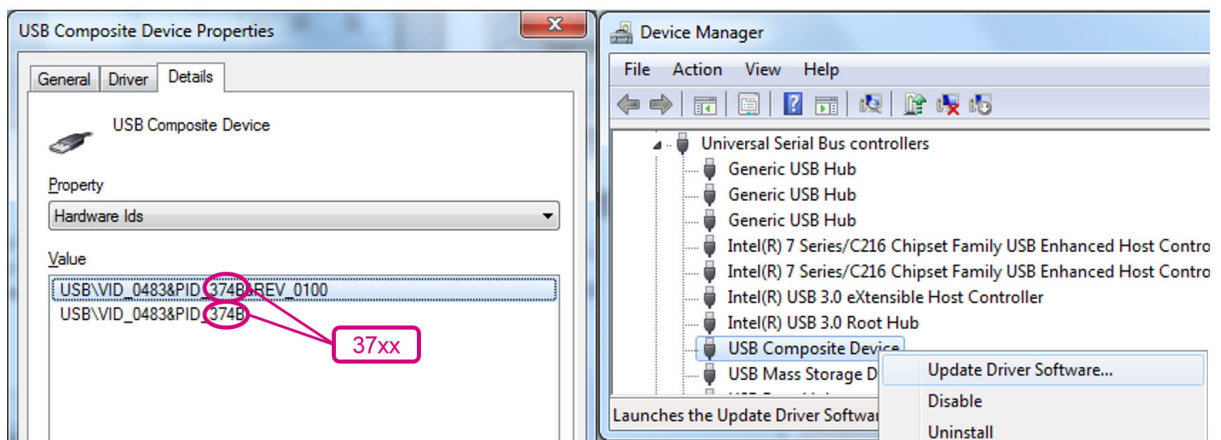 USB Composite Device Properties
General Driver Details
USB Composite Device
Property
Hardware Ids
Value
USB\VID_0483&PID_374B&REV_0100
USB\VID_0483&PID_374B
37xx
Device Manager
File Action View Help
Universal Serial Bus controllers
Generic USB Hub
Generic USB Hub
Generic USB Hub
Intel(R) 7 Series/C216 Chipset Family USB Enhanced Host Contro
Intel(R) 7 Series/C216 Chipset Family USB Enhanced Host Contro
Intel(R) USB 3.0 eXtensible Host Controller
Intel(R) USB 3.0 Root Hub
USB Composite Device
USB Mass Storage D
Launches the Update Driver Softwa
Update Driver Software...
Disable
Uninstall